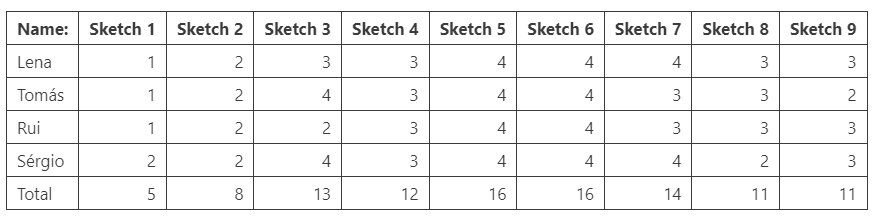 Name: Sketch 1 Sketch 2 Sketch 3 Sketch 4 Sketch 5 Sketch 6 Sketch 7 Sketch 8 Sketch 9
Lena 1 2 3 3 4 4 4 3 3
Tomás 1 2 4 3 4 4 3 3 2
Rui 1 2 2 3 4 4 3 3 3
Sérgio 2 2 4 3 4 4 4 2 3
Total 5 8 13 12 16 16 14 11 11